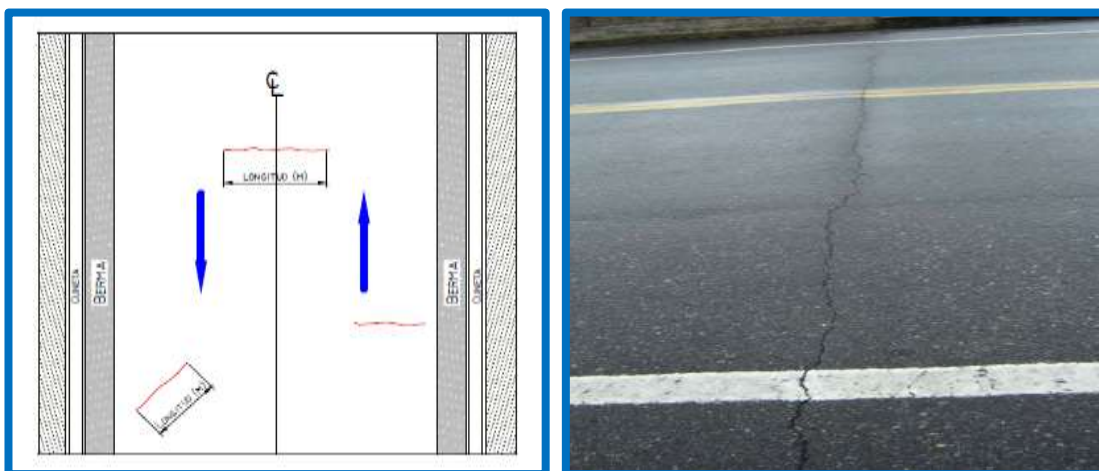 CL
LONGITUD (M)
CUNETA
BERMA
BERMA
CUNETA
LONGITUD (M)